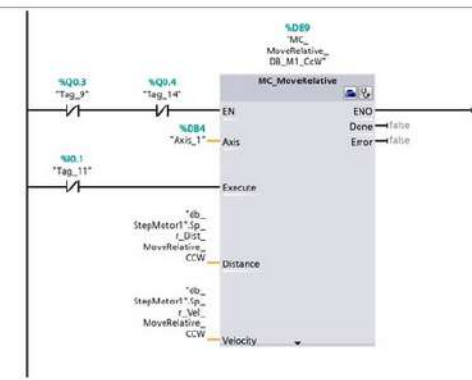 %DB9
"MC_
MoveRelative_
DB_M1_CcW"
%Q0.3
"Tag_9"
%Q0.4
"Tag_14"
MC_MoveRelative
EN
ENO
Done
false
Error
false
%DB4
"Axis_1"
Axis
%I0.1
"Tag_11"
Execute
"db_
StepMotor1".Sp_
r_Dist_
MoveRelative_
CCW
Distance
"db_
StepMotor1".Sp_
r_Vel_
MoveRelative_
CCW
Velocity